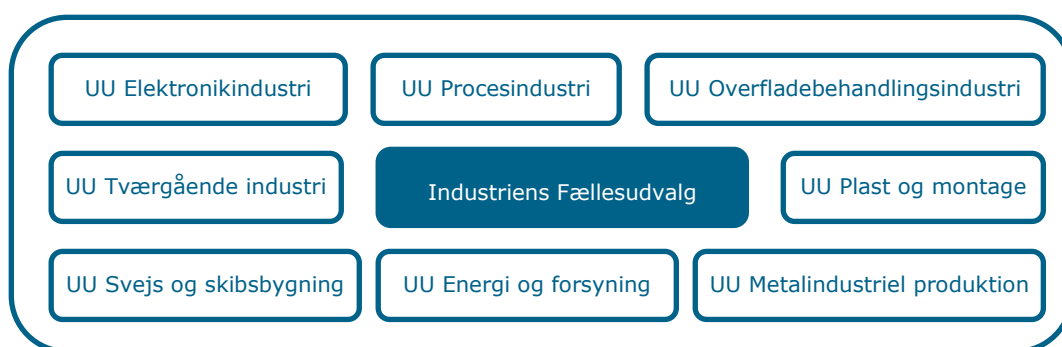 UU Elektronikindustri
UU Procesindustri
UU Overfladebehandlingsindustri
UU Tværgående industri
Industriens Fællesudvalg
UU Plast og montage
UU Svejs og skibsbygning
UU Energi og forsyning
UU Metalindustriel produktion